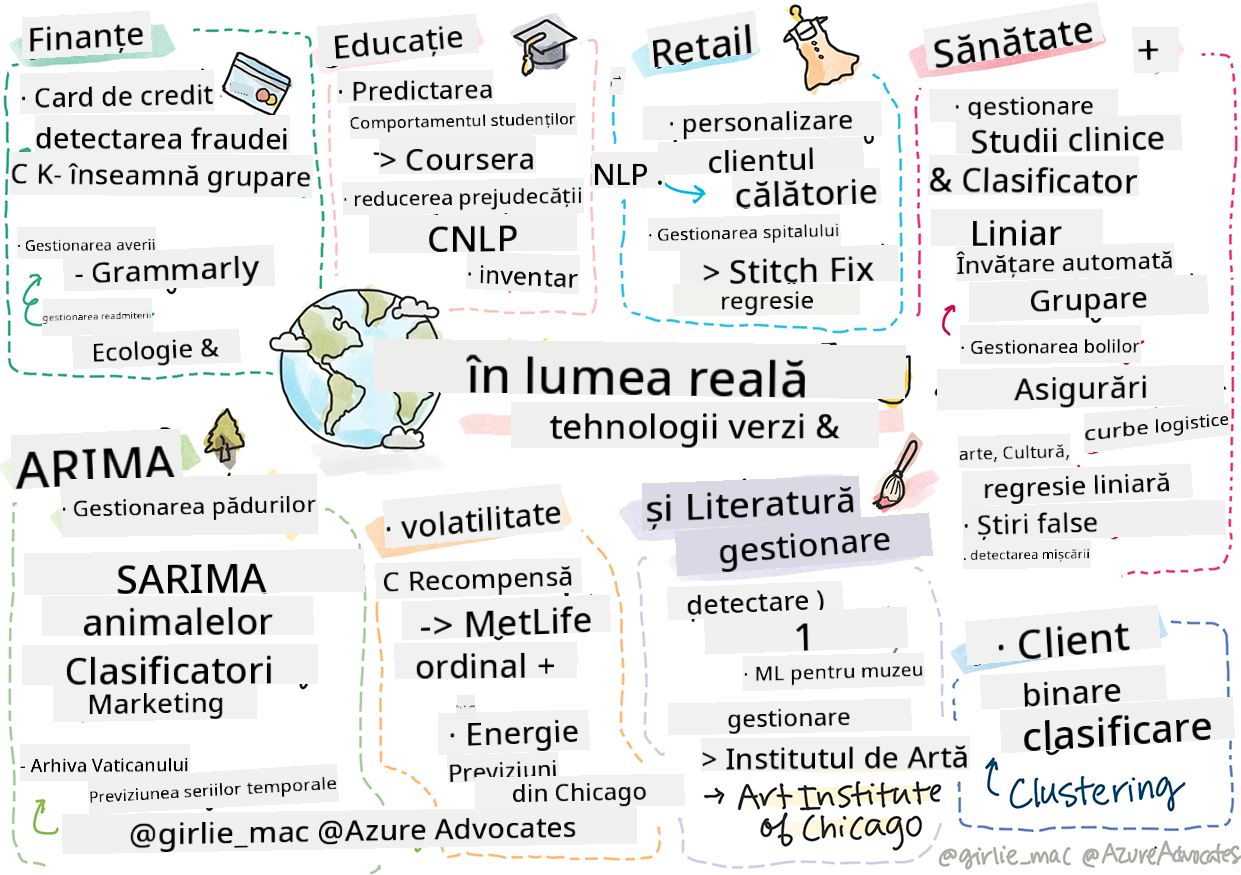 Finanțe
· Card de credit
detectarea fraudei
C K- înseamnă grupare
· Gestionarea averii
- Grammarly
gestionarea readmiterii
Ecologie &
Educație
· Predictarea
Comportamentul studenților
-> Coursera
· reducerea prejudecății
CNLP
· inventar
Retail
· personalizare
clientul
NLP .
călătorie
· Gestionarea spitalului
> Stitch Fix
regresie
Sănătate +
· gestionare
Studii clinice
& Clasificator
Liniar
Învățare automată
Grupare
· Gestionarea bolilor
Asigurări
curbe logistice
arte, Cultură,
regresie liniară
· Știri false
. detectarea mișcării
în lumea reală
tehnologii verzi &
ARIMA
· Gestionarea pădurilor
SARIMA
animalelor
Clasificatori
Marketing
- Arhiva Vaticanului
Previziunea seriilor temporale
@girlie_mac @Azure Advocates
· volatilitate
C Recompensă
-> MetLife
ordinal +
· Energie
Previziuni
din Chicago
și Literatură
gestionare
detectare )
1
· ML pentru muzeu
gestionare
> Institutul de Artă
→ Art Institute
of Chicago
· Client
binare
clasificare
Clustering
@girlie_mac @AzureAdvocates